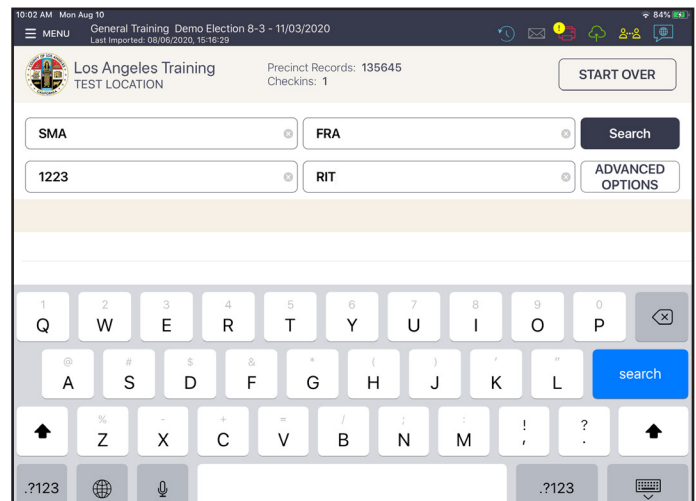 10:02 AM Mon Aug 10
84%
MENU
General Training Demo Election 8-3 - 11/03/2020
Last Imported: 08/06/2020, 15:16:29
Los Angeles Training
TEST LOCATION
Precinct Records: 135645
Checkins: 1
START OVER
SMA
FRA
Search
1223
RIT
ADVANCED
OPTIONS
1 2 3 4 5 6 7 8 9 0
Q W E R T Y U I O P
@ # $ & * ( ) ' "
A S D F G H J K L
search
% - + = / ; : ! ?
Z X C V B N M , .
.?123
.?123